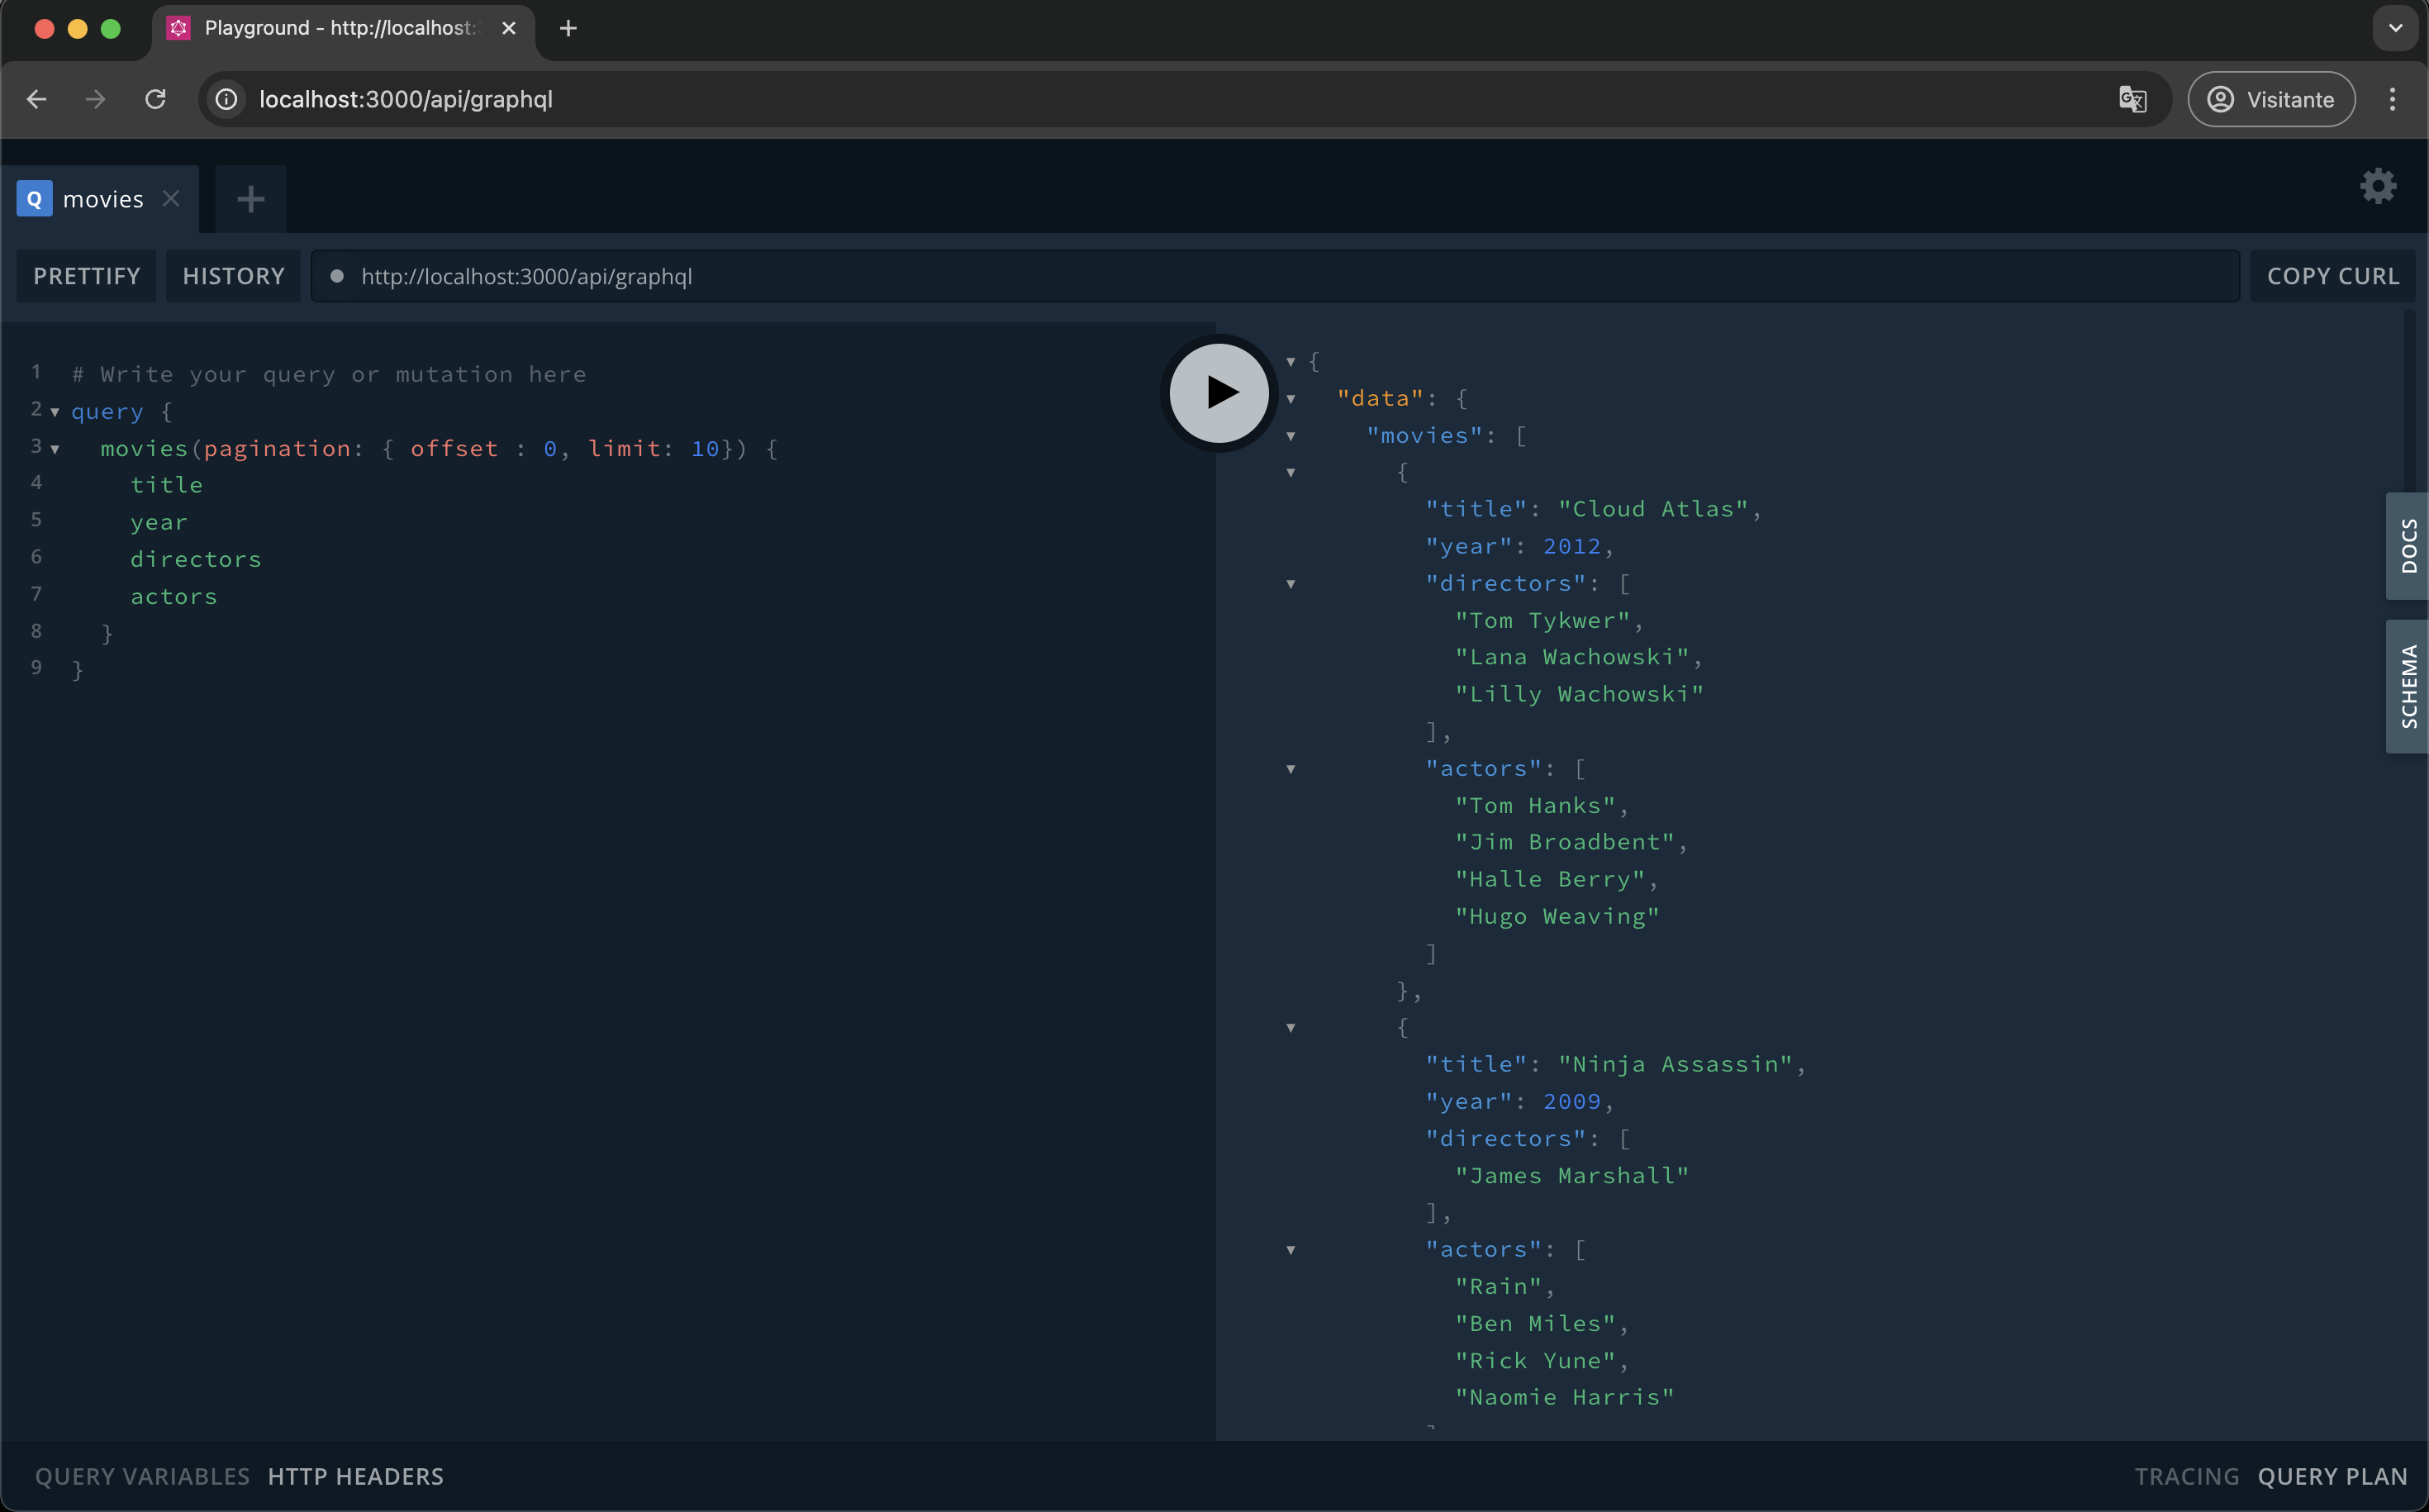 Playground - http://localhost:
localhost:3000/api/graphql
Visitante
Q movies
PRETTIFY HISTORY http://localhost:3000/api/graphql COPY CURL
1 # Write your query or mutation here
2 query {
3 movies(pagination: { offset : 0, limit: 10}) {
4 title
5 year
6 directors
7 actors
8 }
9 }
{
"data": {
"movies": [
{
"title": "Cloud Atlas",
"year": 2012,
"directors": [
"Tom Tykwer",
"Lana Wachowski",
"Lilly Wachowski"
],
"actors": [
"Tom Hanks",
"Jim Broadbent",
"Halle Berry",
"Hugo Weaving"
]
},
{
"title": "Ninja Assassin",
"year": 2009,
"directors": [
"James Marshall"
],
"actors": [
"Rain",
"Ben Miles",
"Rick Yune",
"Naomie Harris"
DOCS
SCHEMA
QUERY VARIABLES HTTP HEADERS
TRACING QUERY PLAN